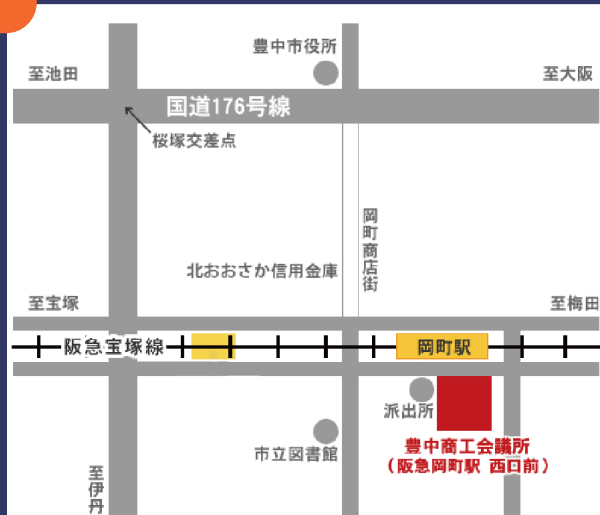 豊中市役所
至池田
至大阪
国道176号線
桜塚交差点
岡町商店街
北おおさか信用金庫
至宝塚
至梅田
阪急宝塚線
岡町駅
派出所
豊中商工会議所
(阪急岡町駅 西口前)
市立図書館
至伊丹